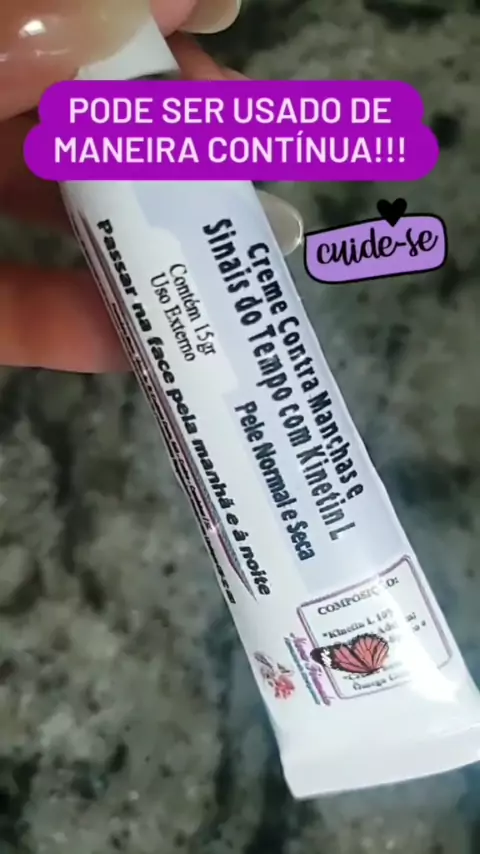 PODE SER USADO DE
MANEIRA CONTÍNUA!!!
cuide-se
Creme Contra Manchas e
Sinais do Tempo com Kinetin L
Pele Normal e Seca
Contém 15gr
Uso Externo
Passar na face pela manhã e à noite
COMPOSIÇÃO:
*Kinetin L